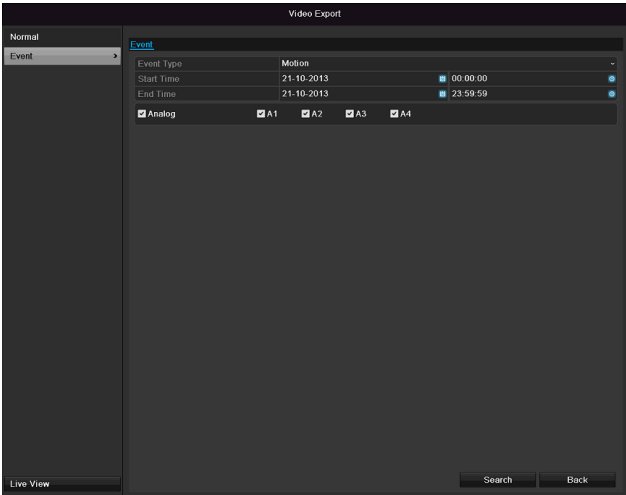 Video Export
Normal
Event
Event
Event Type Motion
Start Time 21-10-2013 00:00:00
End Time 21-10-2013 23:59:59
Analog A1 A2 A3 A4
Live View
Search Back